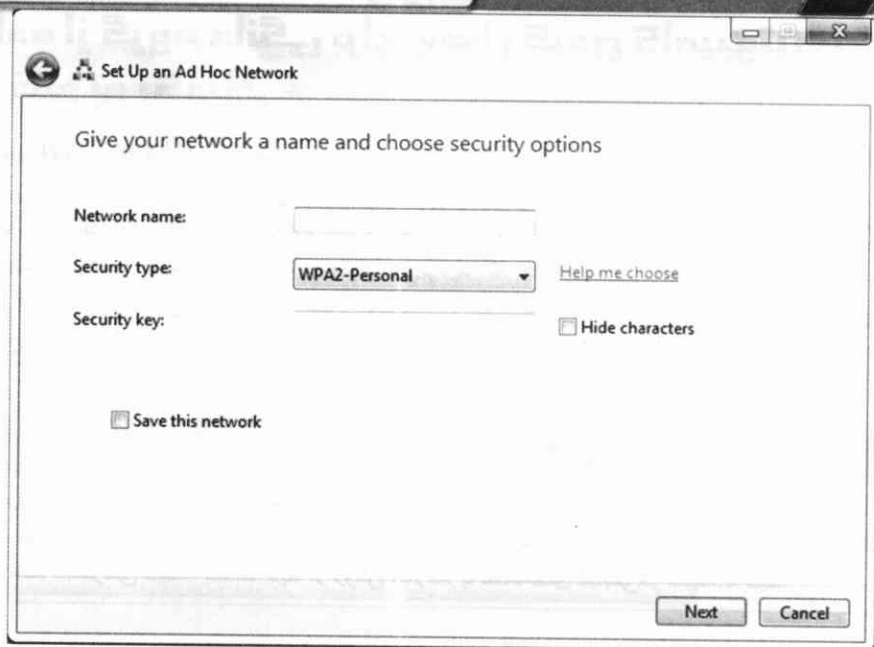 Set Up an Ad Hoc Network
Give your network a name and choose security options
Network name:
Security type:
WPA2-Personal
Help me choose
Security key:
Hide characters
Save this network
Next
Cancel